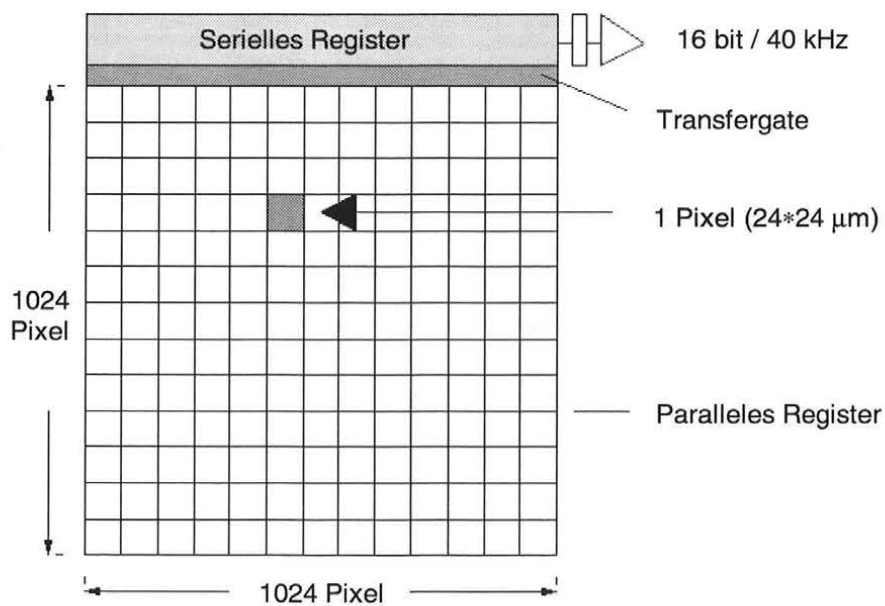 Serielles Register
16 bit / 40 kHz
Transfergate
1 Pixel (24*24 µm)
1024
Pixel
Paralleles Register
1024 Pixel